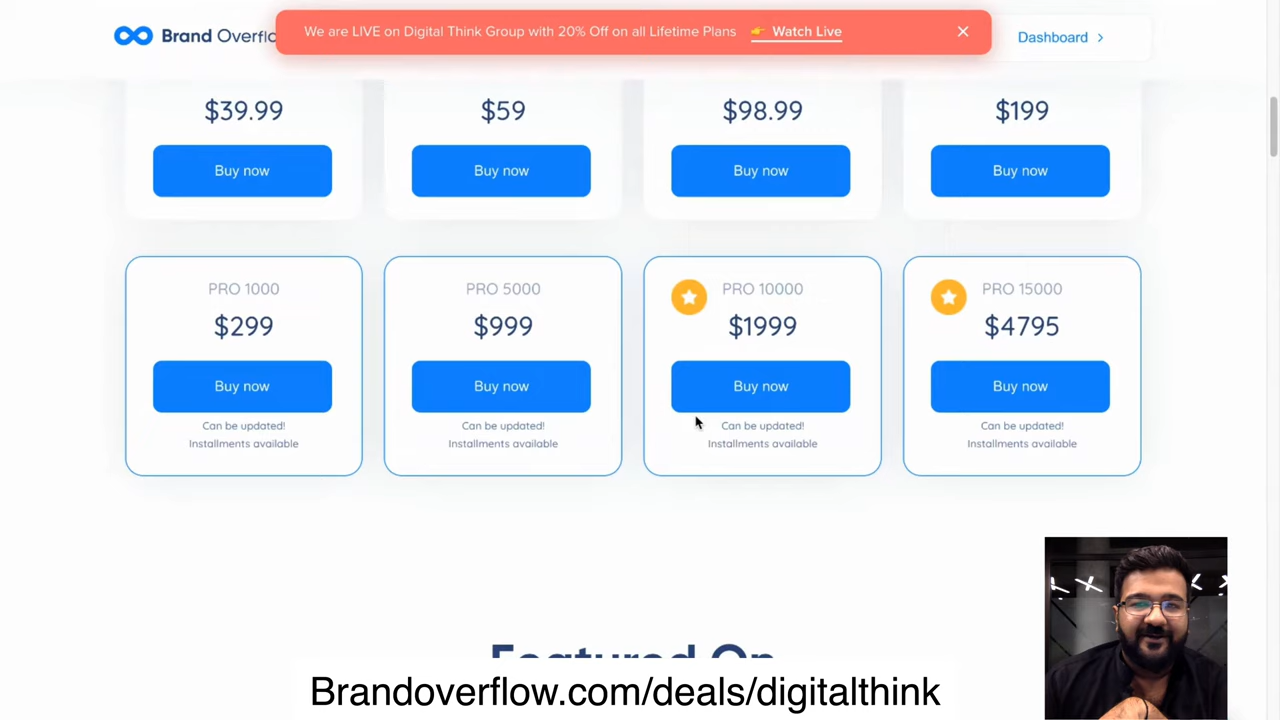 Brand Overflo
We are LIVE on Digital Think Group with 20% Off on all Lifetime Plans 👉 Watch Live ×
Dashboard >
$39.99 $59 $98.99 $199
Buy now Buy now Buy now Buy now
PRO 1000 PRO 5000 PRO 10000 PRO 15000
$299 $999 $1999 $4795
Buy now Buy now Buy now Buy now
Can be updated! Can be updated! Can be updated! Can be updated!
Installments available Installments available Installments available Installments available
Featured On
Brandoverflow.com/deals/digitalthink